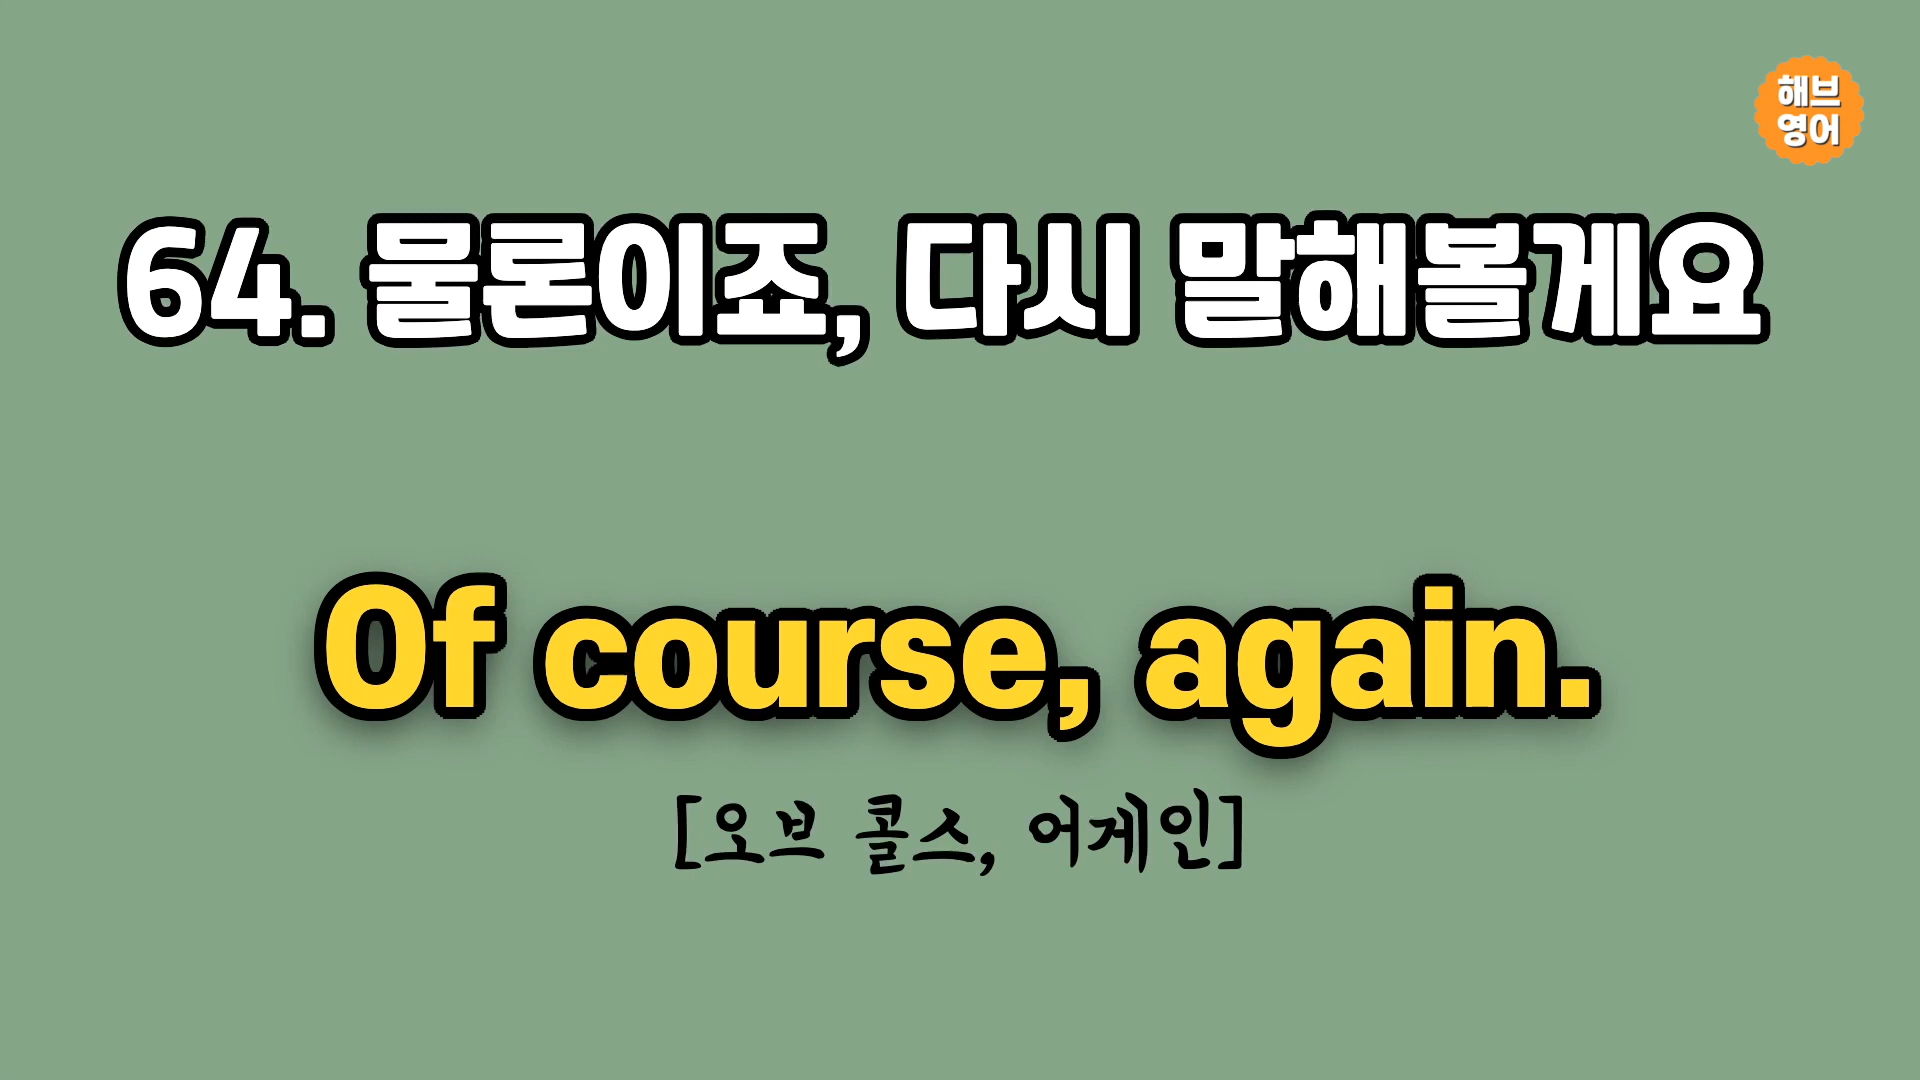 해브
영어
64. 물론이죠, 다시 말해볼게요
Of course, again.
[오브 콜스, 어게인]